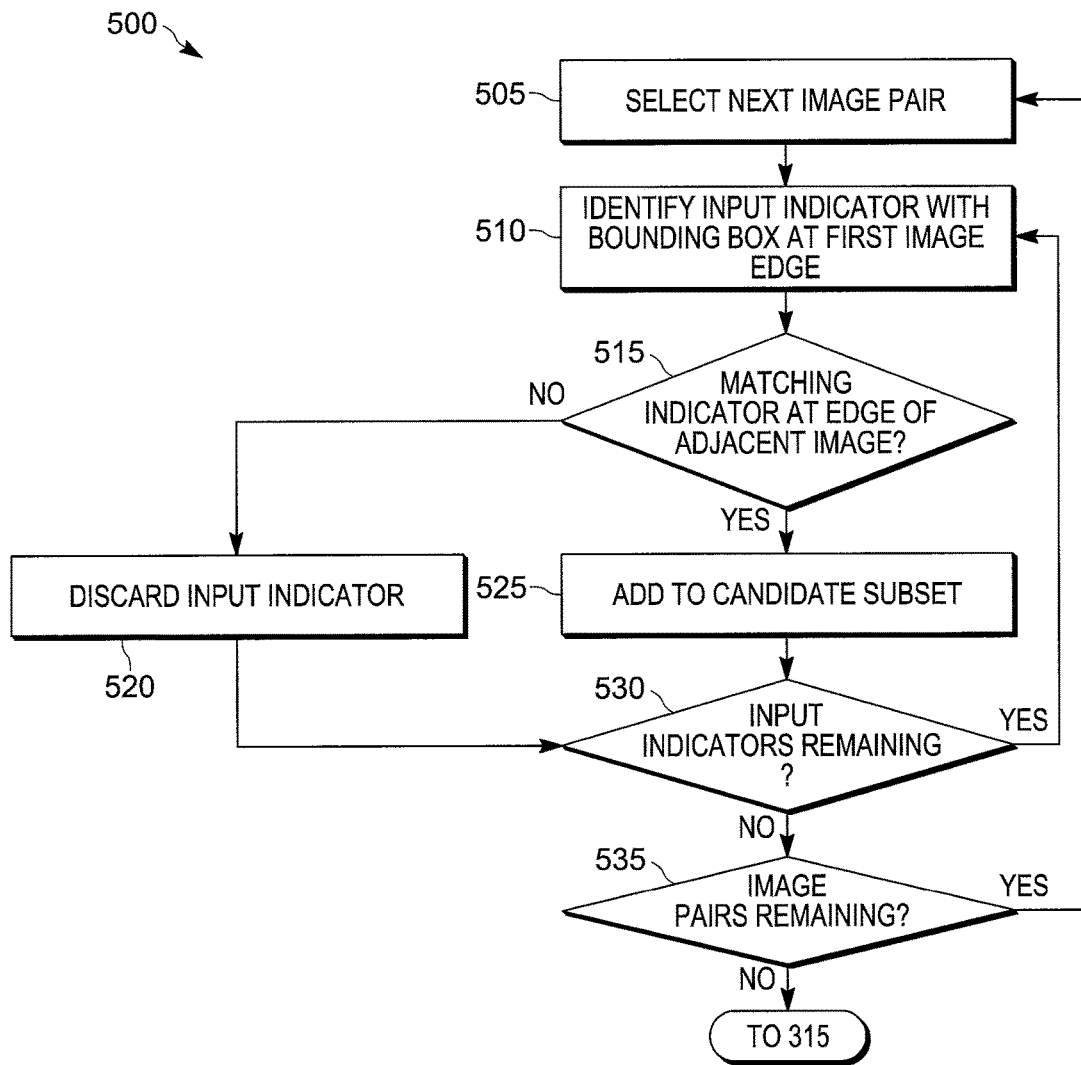 500
505
SELECT NEXT IMAGE PAIR
510
IDENTIFY INPUT INDICATOR WITH
BOUNDING BOX AT FIRST IMAGE
EDGE
515
NO
MATCHING
INDICATOR AT EDGE OF
ADJACENT IMAGE?
YES
DISCARD INPUT INDICATOR
520
525
ADD TO CANDIDATE SUBSET
530
INPUT
INDICATORS REMAINING
?
YES
NO
535
IMAGE
PAIRS REMAINING?
YES
NO
TO 315